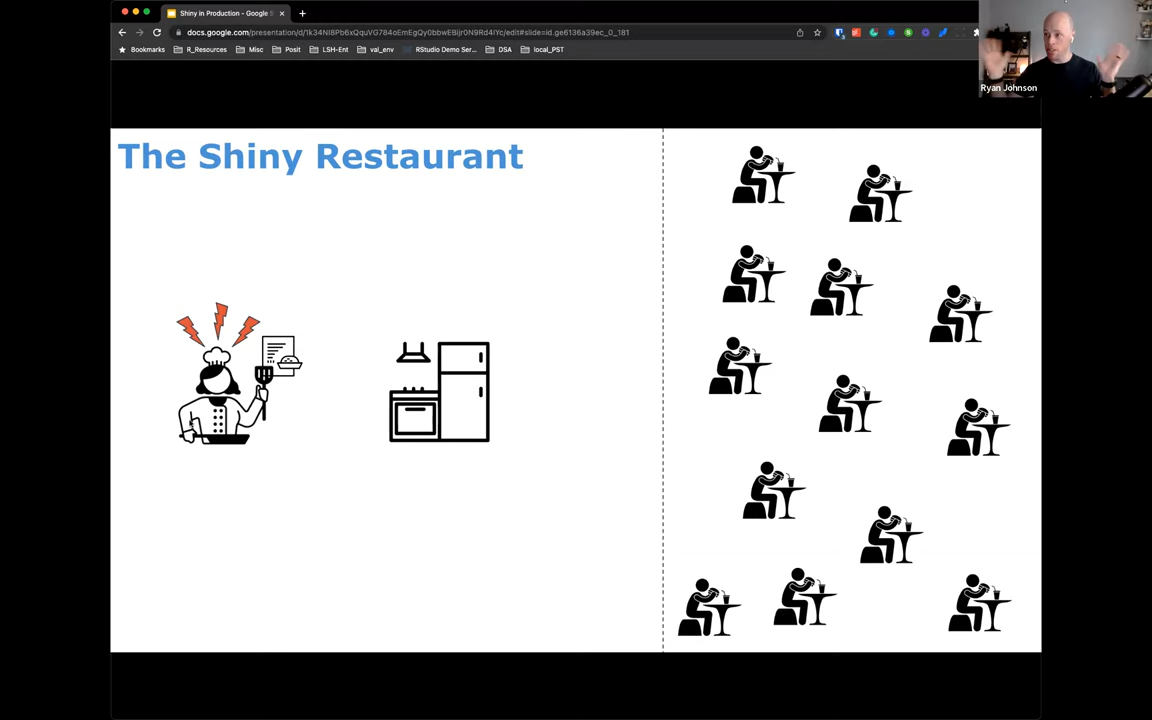 Shiny in Production - Google S
docs.google.com/presentation/d/1k34NI8Pb6xQquVG784oEmEgQy0bbwEBijr0N9Rd4lYc/edit#slide=id.ge6136a39ec_0_181
Bookmarks R_Resources Misc Posit LSH-Ent val_env RStudio Demo Ser... DSA local_PST
Ryan Johnson
The Shiny Restaurant